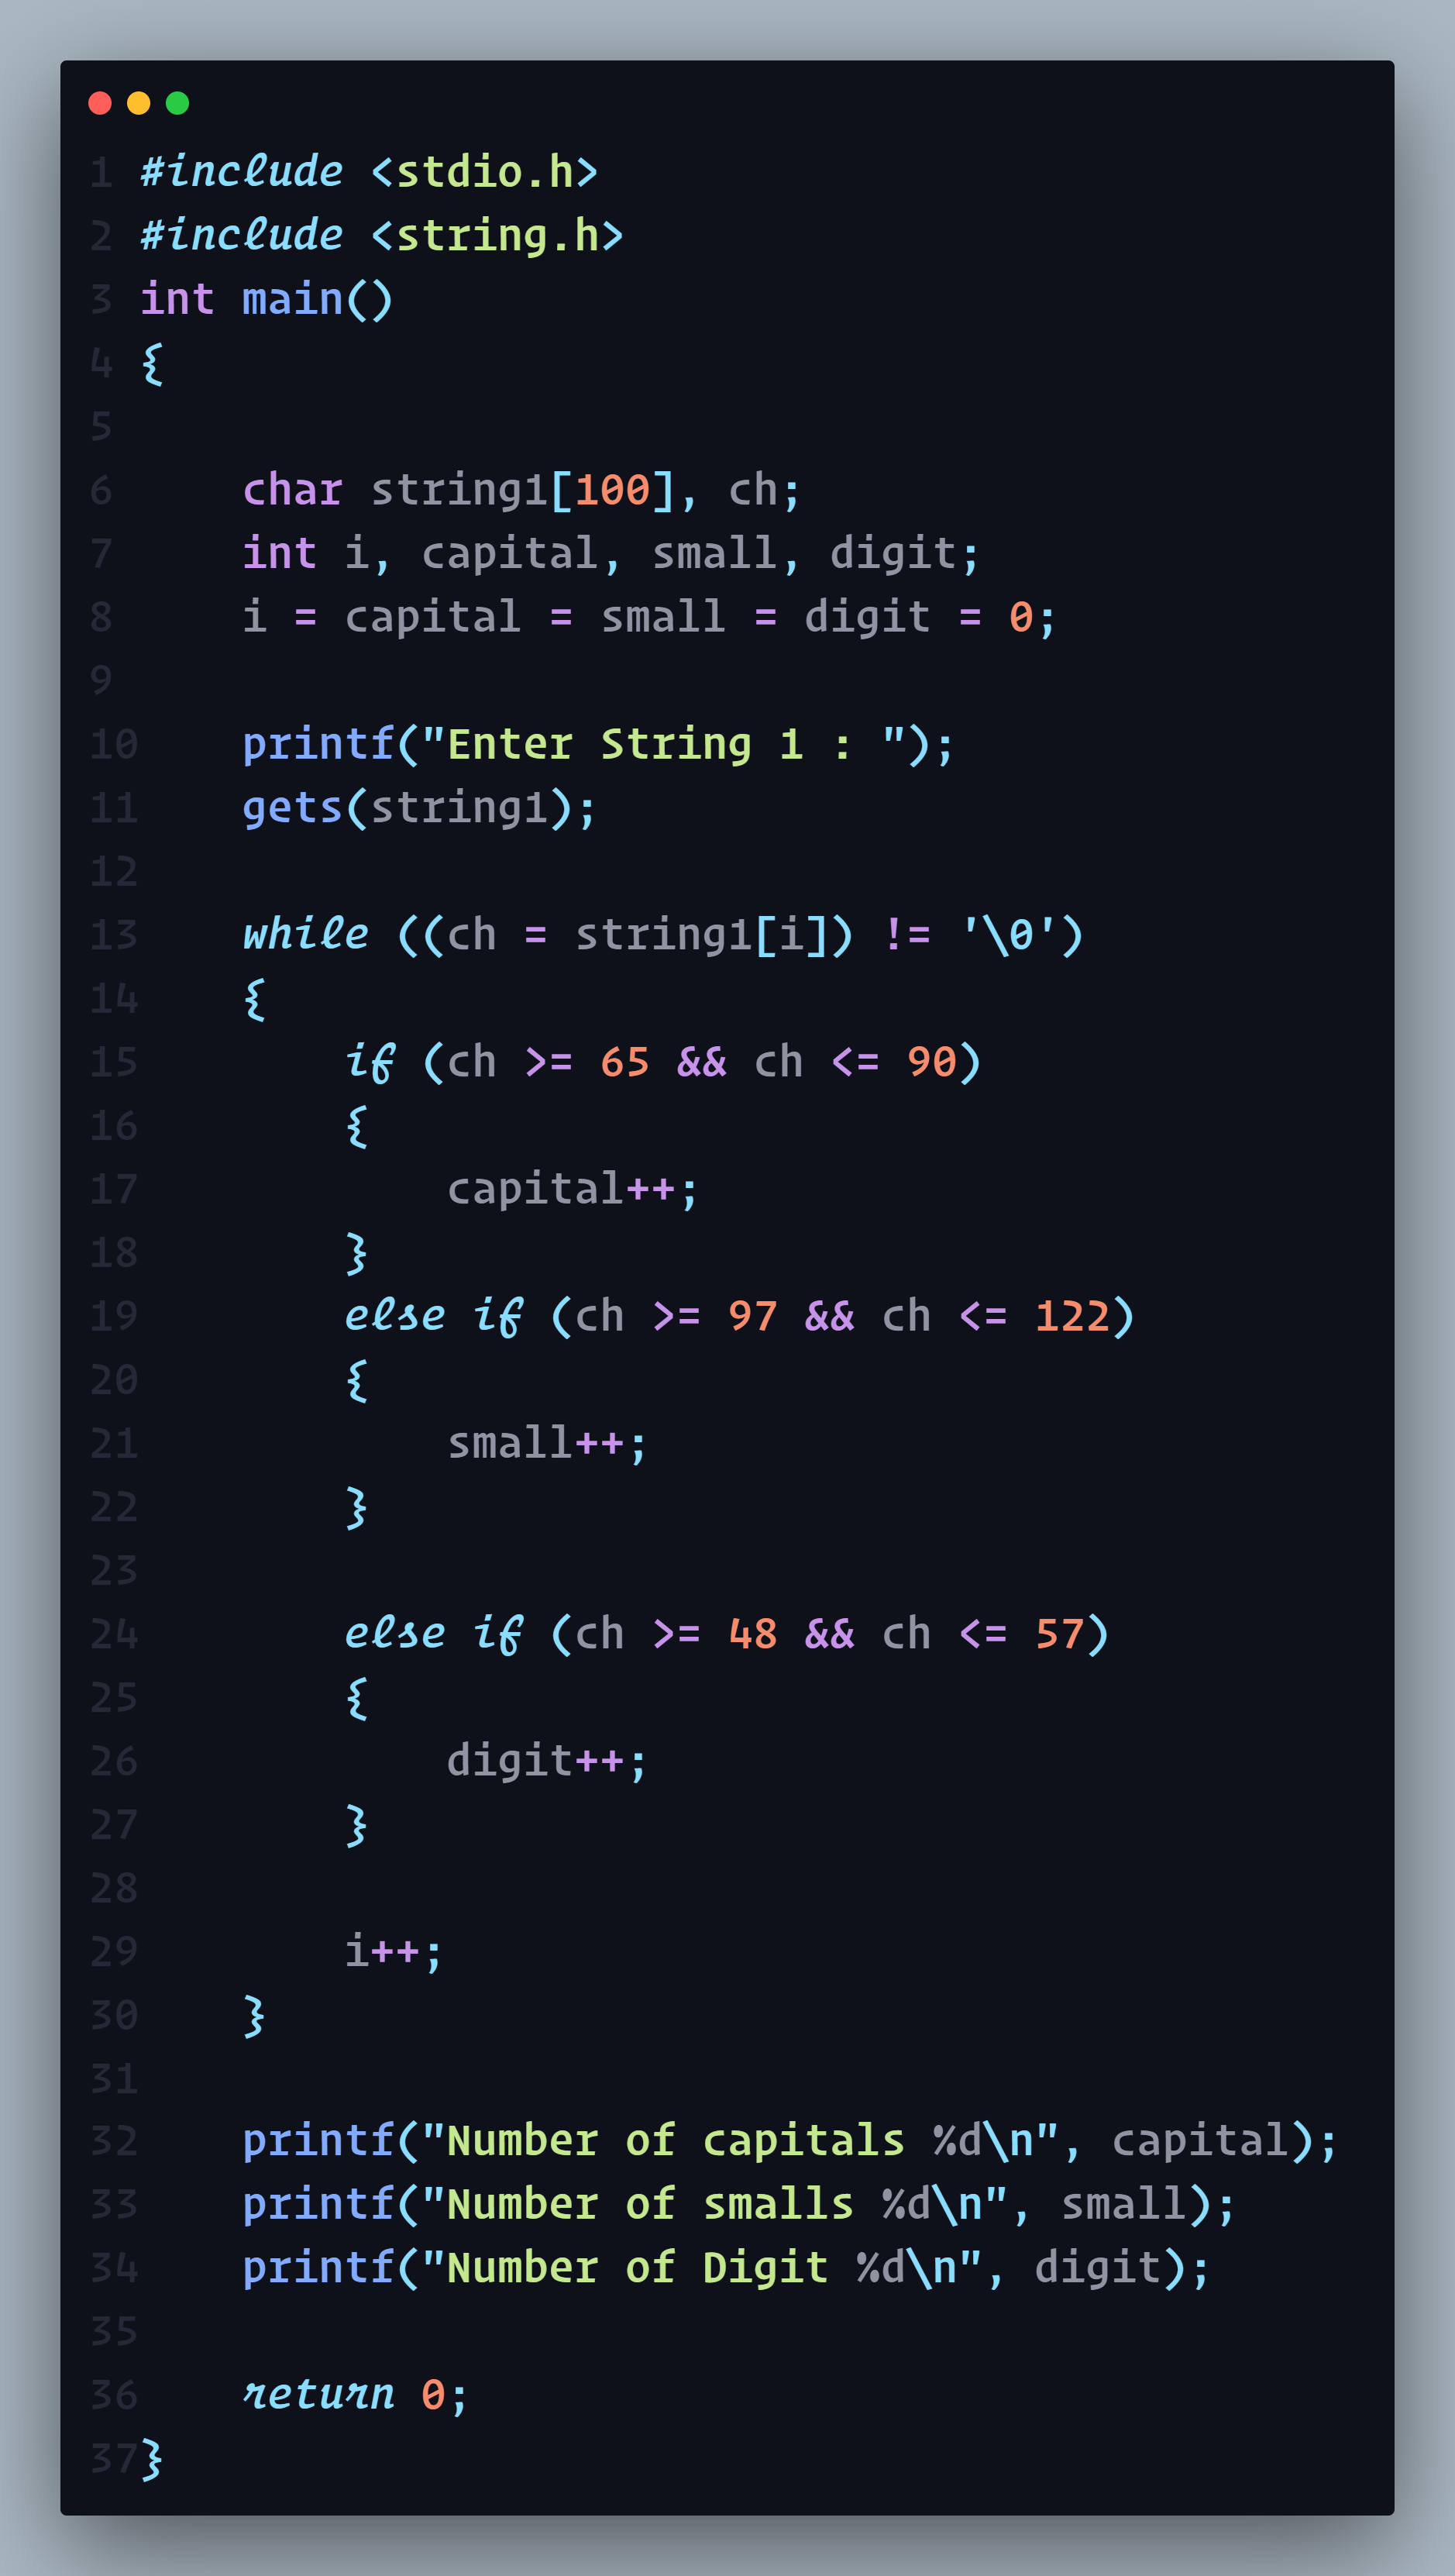 1 #include <stdio.h>
2 #include <string.h>
3 int main()
4 {
5
6     char string1[100], ch;
7     int i, capital, small, digit;
8     i = capital = small = digit = 0;
9
10     printf("Enter String 1 : ");
11     gets(string1);
12
13     while ((ch = string1[i]) != '\0')
14     {
15         if (ch >= 65 && ch <= 90)
16         {
17             capital++;
18         }
19         else if (ch >= 97 && ch <= 122)
20         {
21             small++;
22         }
23
24         else if (ch >= 48 && ch <= 57)
25         {
26             digit++;
27         }
28
29         i++;
30     }
31
32     printf("Number of capitals %d\n", capital);
33     printf("Number of smalls %d\n", small);
34     printf("Number of Digit %d\n", digit);
35
36     return 0;
37 }